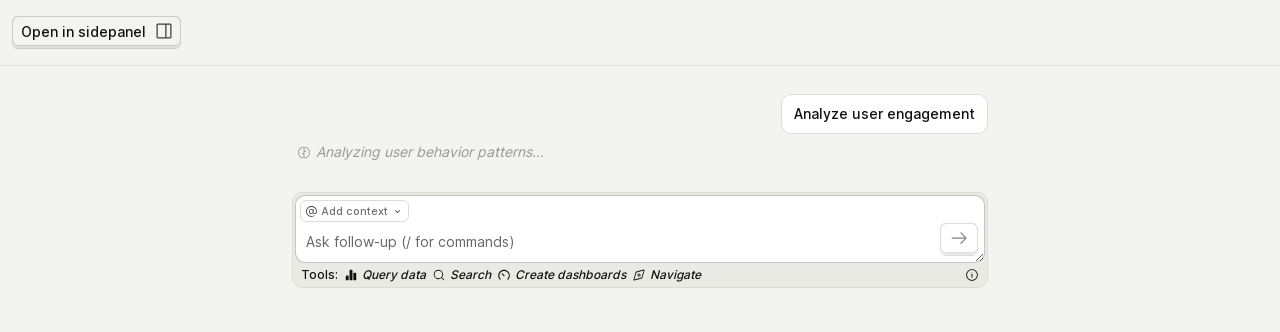 Open in sidepanel
Analyze user engagement
Analyzing user behavior patterns...
@ Add context
Ask follow-up (/ for commands)
Tools: Query data Search Create dashboards Navigate